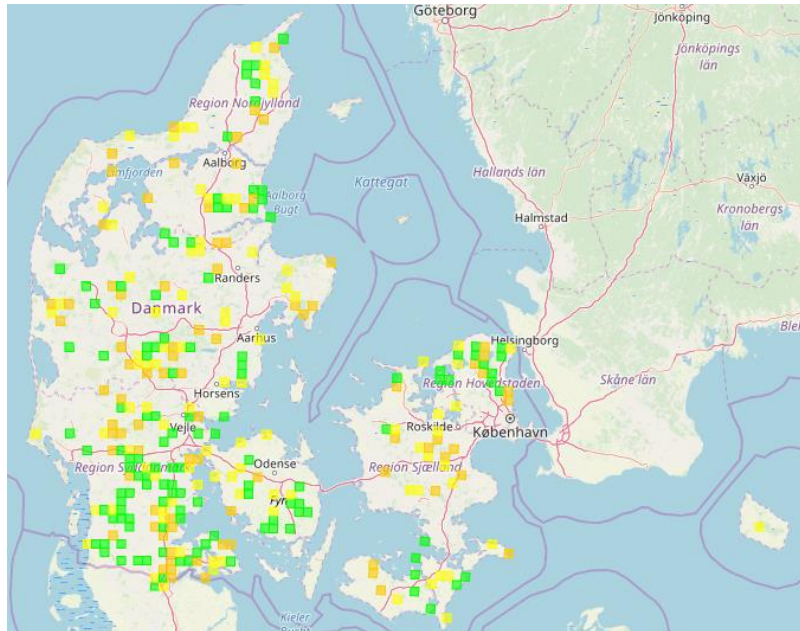 Göteborg
Jönköping
Jönköpings
län
Region Nordjylland
Aalborg
Limfjorden
Kattegat
Hallands län
Växjö
Aalborg
Bugt
Kronobergs
län
Halmstad
Randers
Danmark
Aarhus
Helsingborg
Horsens
Region Hovedstaden
Skåne län
Vejle
Roskilde
København
Region Syddanmark
Odense
Region Sjælland
Fyn
Kieler